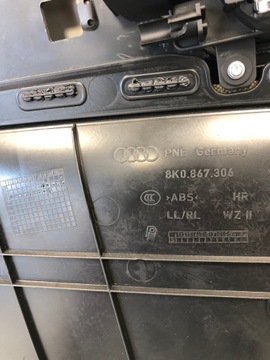 PNE Germany
8K0.867.306
>ABS< HR
LL/RL WZ II